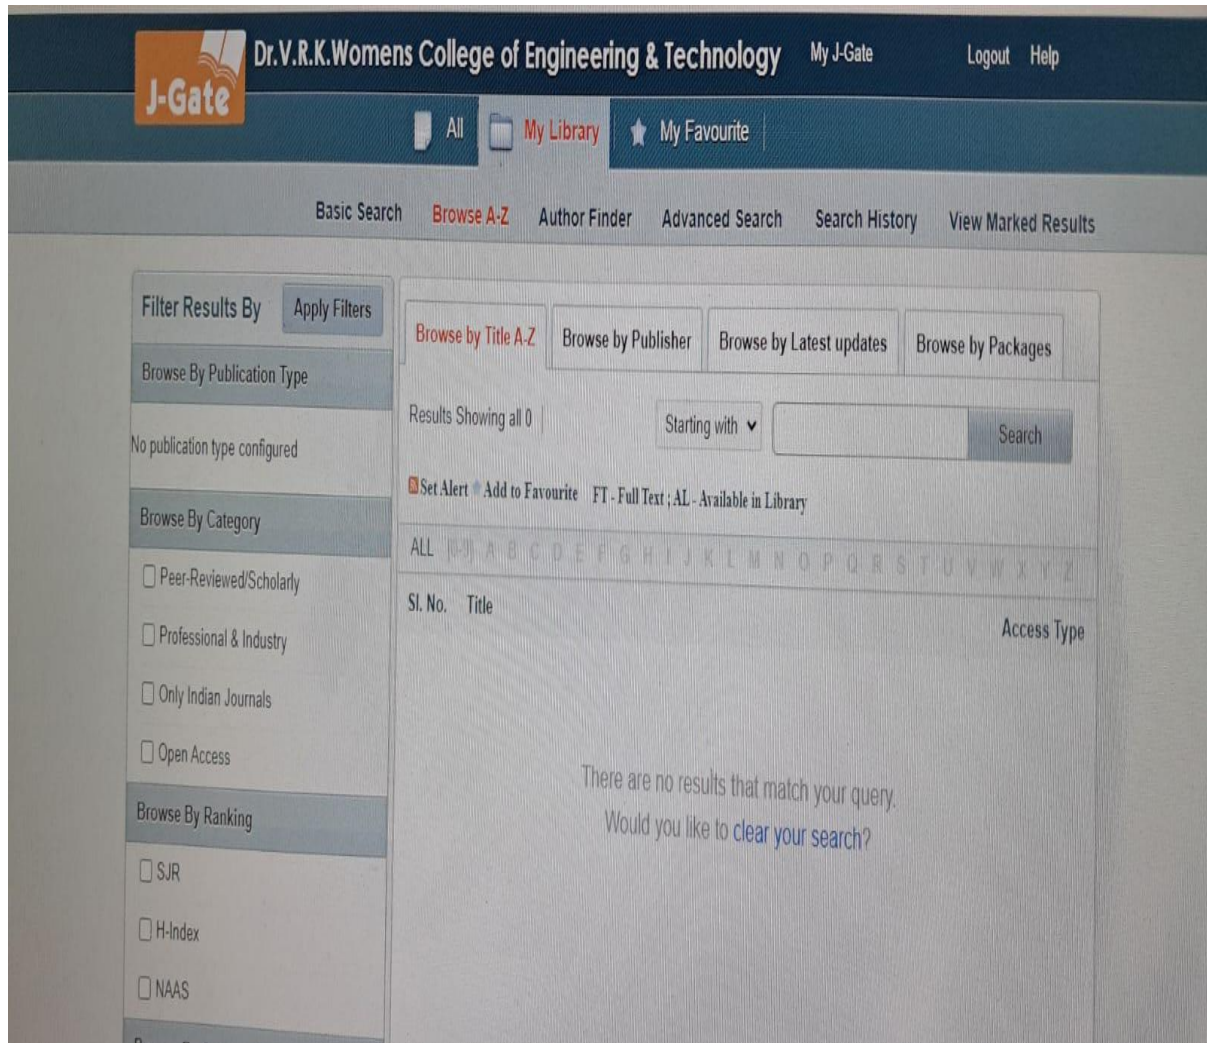 J-Gate
Dr.V.R.K.Womens College of Engineering & Technology
My J-Gate
Logout Help
All
My Library
My Favourite
Basic Search Browse A-Z Author Finder Advanced Search Search History View Marked Results
Filter Results By
Apply Filters
Browse By Publication Type
No publication type configured
Browse By Category
Peer-Reviewed/Scholarly
Professional & Industry
Only Indian Journals
Open Access
Browse By Ranking
SJR
H-Index
NAAS
Browse by Title A-Z
Browse by Publisher
Browse by Latest updates
Browse by Packages
Results Showing all 0
Starting with
Search
Set Alert Add to Favourite FT - Full Text ; AL - Available in Library
ALL [0-9] A B C D E F G H I J K L M N O P Q R S T U V W X Y Z
Sl. No. Title
Access Type
There are no results that match your query.
Would you like to clear your search?